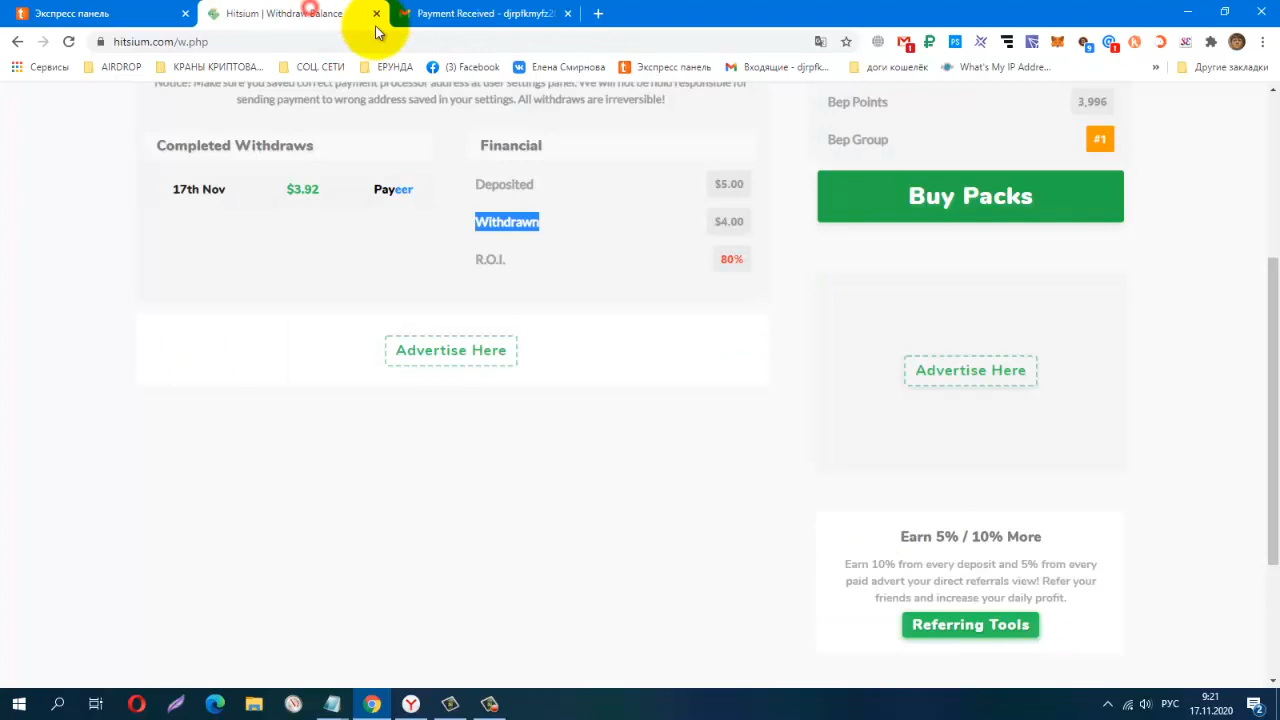 Экспресс панель
Hitsium | Withdraw Balance
Payment Received - djrpfkmyfz2
hitsium.com/w.php
Сервисы
AIRDROP
КРАНЫ КРИПТОВА...
СОЦ. СЕТИ
ЕРУНДА
(3) Facebook
Елена Смирнова
Экспресс панель
Входящие - djrpfk...
доги кошелёк
What's My IP Addre...
»
Другие закладки
Notice! Make sure you saved correct payment processor address at user settings panel. We will not be held responsible for
sending payment to wrong address saved in your settings. All withdraws are irreversible!
Completed Withdraws
17th Nov $3.92 Payeer
Financial
Deposited $5.00
Withdrawn $4.00
R.O.I. 80%
Advertise Here
Bep Points 3,996
Bep Group #1
Buy Packs
Advertise Here
Earn 5% / 10% More
Earn 10% from every deposit and 5% from every
paid advert your direct referrals view! Refer your
friends and increase your daily profit.
Referring Tools
РУС
9:21
17.11.2020
2